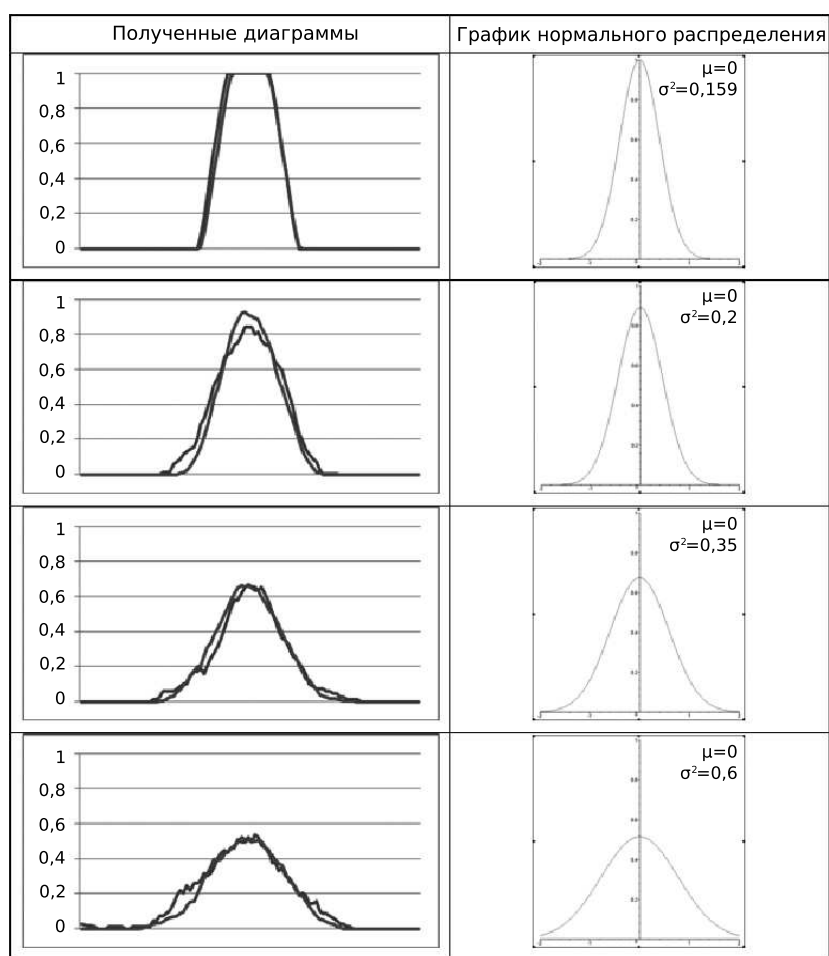 Полученные диаграммы
График нормального распределения
1
0,8
0,6
0,4
0,2
0
μ=0
σ²=0,159
1
0,8
0,6
0,4
0,2
0
μ=0
σ²=0,2
1
0,8
0,6
0,4
0,2
0
μ=0
σ²=0,35
1
0,8
0,6
0,4
0,2
0
μ=0
σ²=0,6